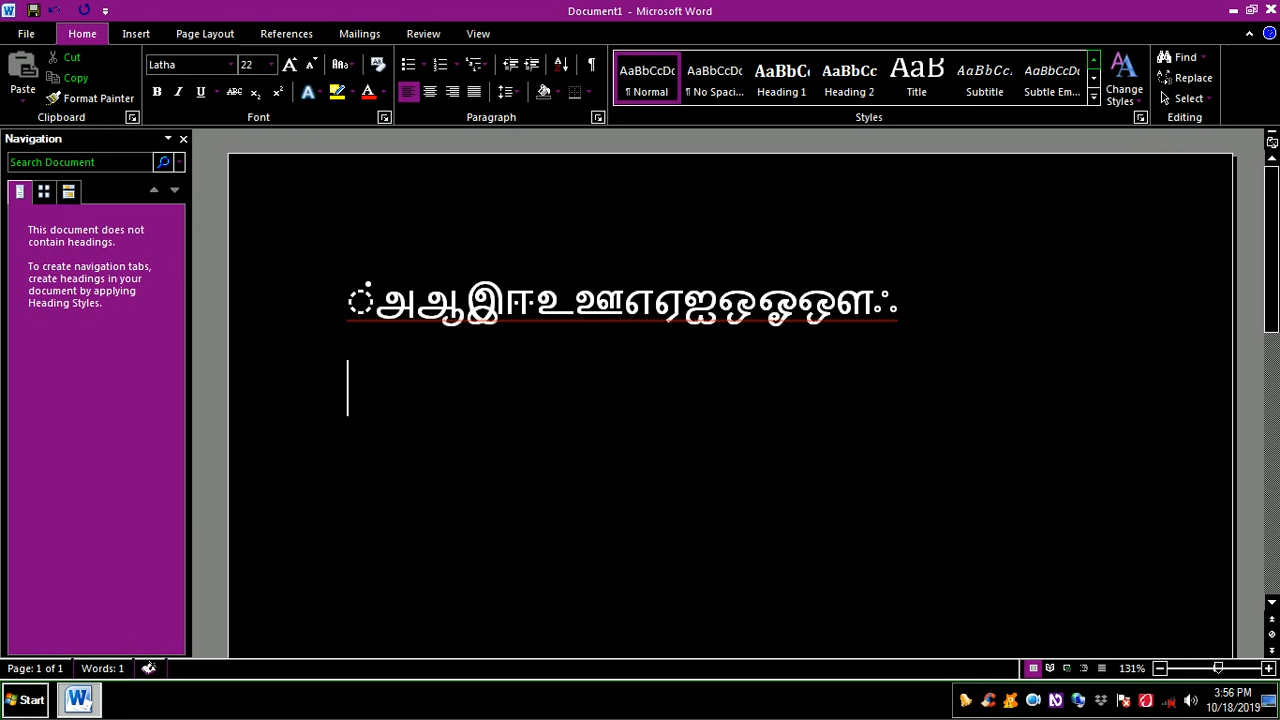 Document1 - Microsoft Word
File Home Insert Page Layout References Mailings Review View
Cut
Copy
Format Painter
Paste
Clipboard
Latha 22
Aa
B I U abc x₂ x²
A A
Font
Paragraph
AaBbCcDc AaBbCcDc AaBbCc AaBbCc AaB AaBbCc. AaBbCcDc
¶ Normal ¶ No Spaci... Heading 1 Heading 2 Title Subtitle Subtle Em...
Styles
Change Styles
Find
Replace
Select
Editing
Navigation
Search Document
This document does not
contain headings.
To create navigation tabs,
create headings in your
document by applying
Heading Styles.
ஂஅஆஇஈஉஊஎஏஐஒஓஔஃ
Page: 1 of 1 Words: 1 131%
Start
3:56 PM
10/18/2019